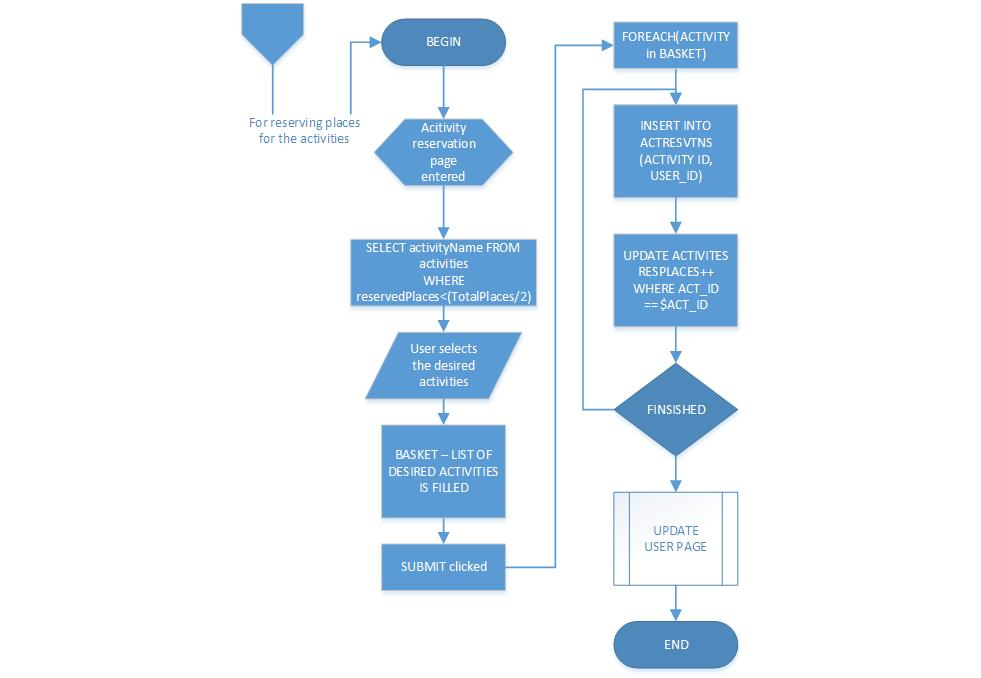 For reserving places
for the activities
BEGIN
Acitivity
reservation
page
entered
SELECT activityName FROM
activities
WHERE
reservedPlaces<(TotalPlaces/2)
User selects
the desired
activities
BASKET – LIST OF
DESIRED ACTIVITIES
IS FILLED
SUBMIT clicked
FOREACH(ACTIVITY
in BASKET)
INSERT INTO
ACTRESVTNS
(ACTIVITY ID,
USER_ID)
UPDATE ACTIVITES
RESPLACES++
WHERE ACT_ID
== $ACT_ID
FINSISHED
UPDATE
USER PAGE
END